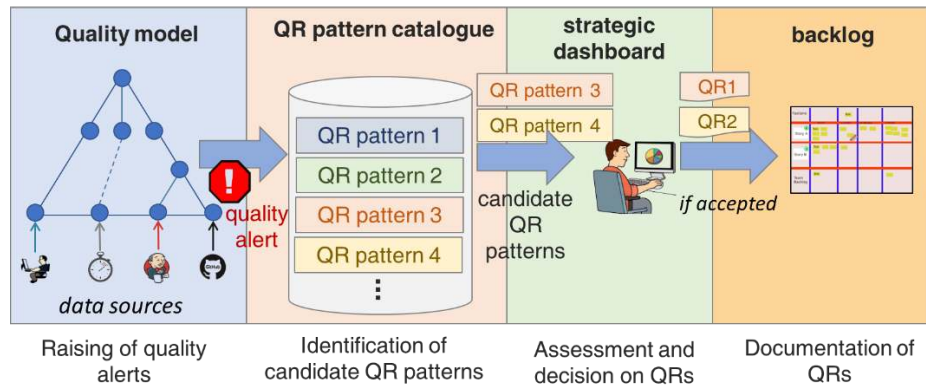 Quality model
QR pattern catalogue
strategic
dashboard
backlog
QR pattern 1
QR pattern 2
QR pattern 3
QR pattern 4
quality
alert
data sources
QR pattern 3
QR pattern 4
candidate
QR
patterns
QR1
QR2
if accepted
Raising of quality
alerts
Identification of
candidate QR patterns
Assessment and
decision on QRs
Documentation of
QRs